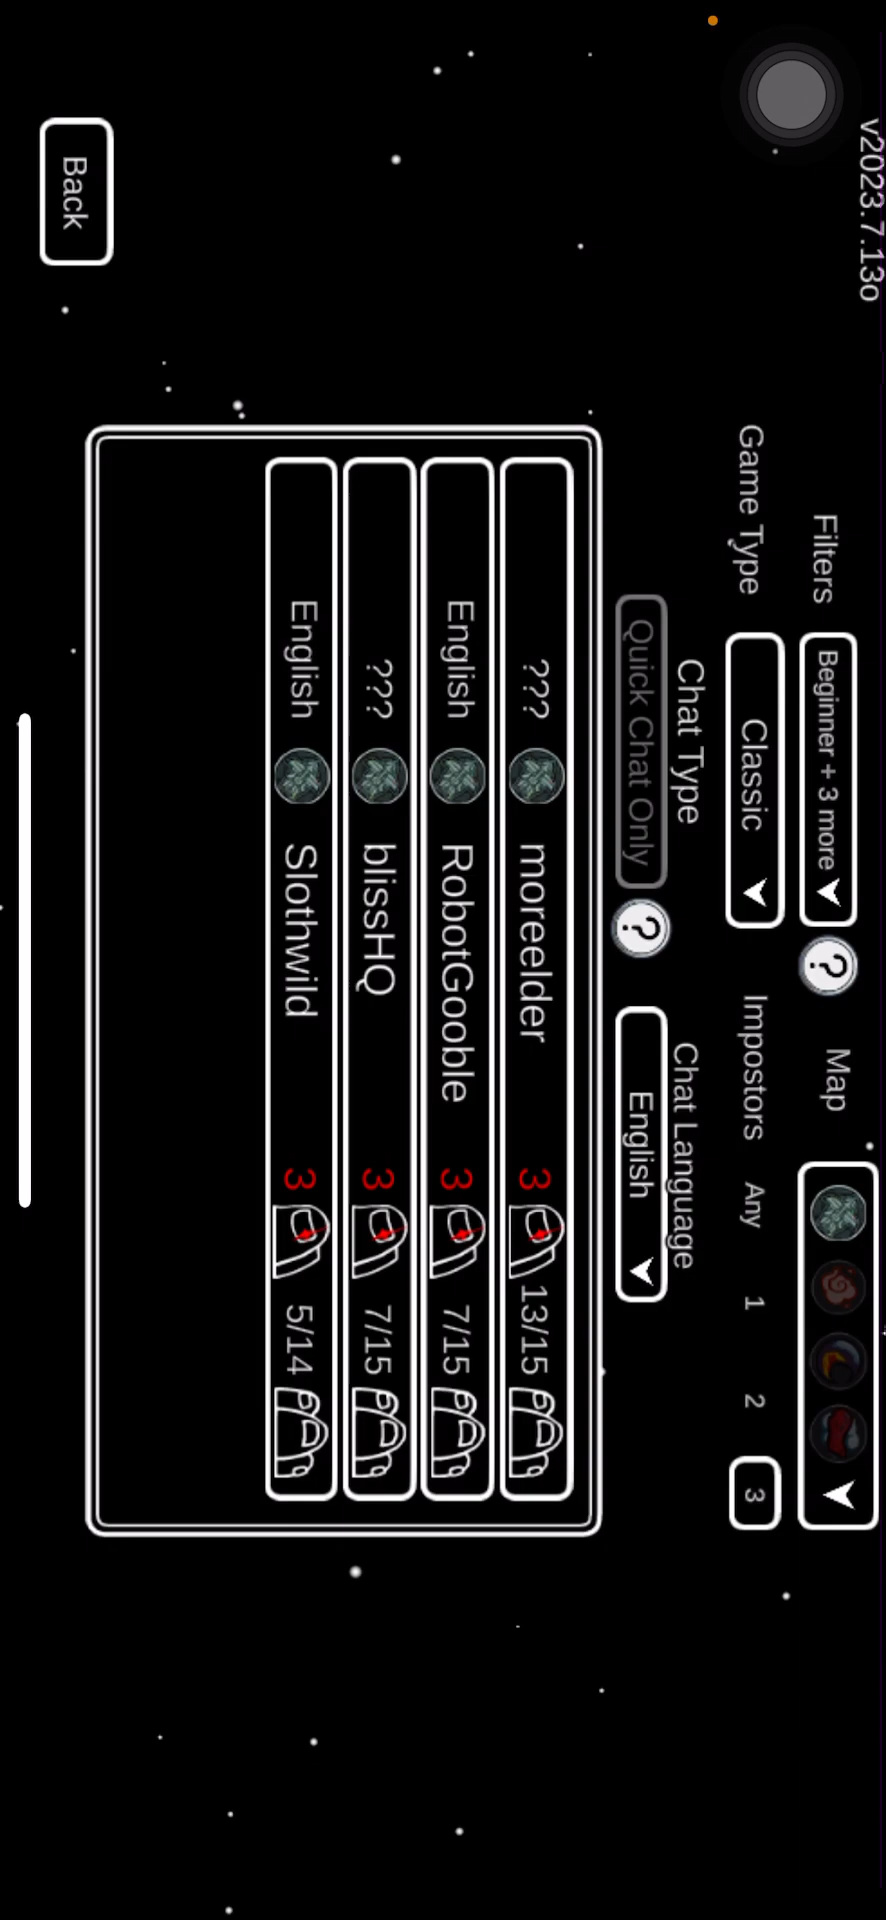 v2023.7.13o
Filters Beginner + 3 more ? Map
Game Type Classic Impostors Any 1 2 3
Chat Type Chat Language
Quick Chat Only ? English
??? moreelder 3 13/15
English RobotGooble 3 7/15
??? blissHQ 3 7/15
English Slothwild 3 5/14
Back